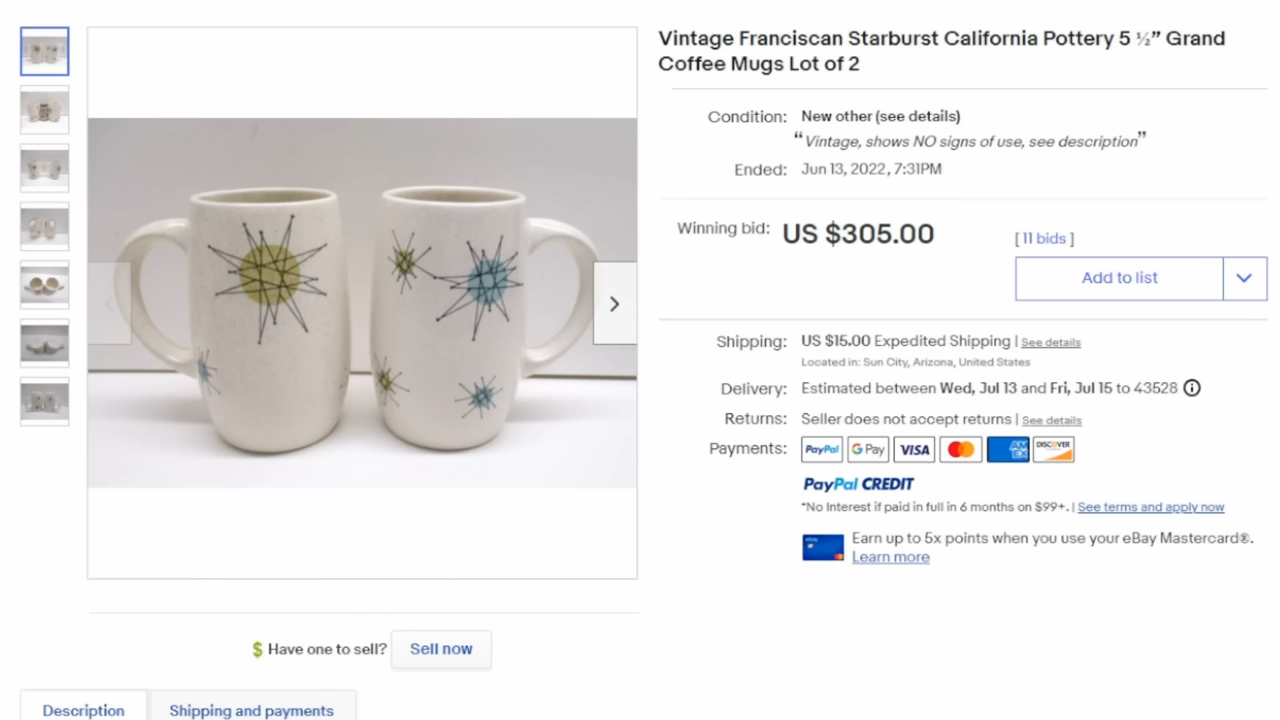 Vintage Franciscan Starburst California Pottery 5 ½” Grand
Coffee Mugs Lot of 2
Condition: New other (see details)
“Vintage, shows NO signs of use, see description”
Ended: Jun 13, 2022, 7:31PM
Winning bid: US $305.00 [ 11 bids ]
Add to list
Shipping: US $15.00 Expedited Shipping | See details
Located in: Sun City, Arizona, United States
Delivery: Estimated between Wed, Jul 13 and Fri, Jul 15 to 43528
Returns: Seller does not accept returns | See details
Payments: PayPal G Pay VISA AMEX DISCOVER
PayPal CREDIT
*No Interest if paid in full in 6 months on $99+. | See terms and apply now
Earn up to 5x points when you use your eBay Mastercard®.
Learn more
$ Have one to sell? Sell now
Description Shipping and payments